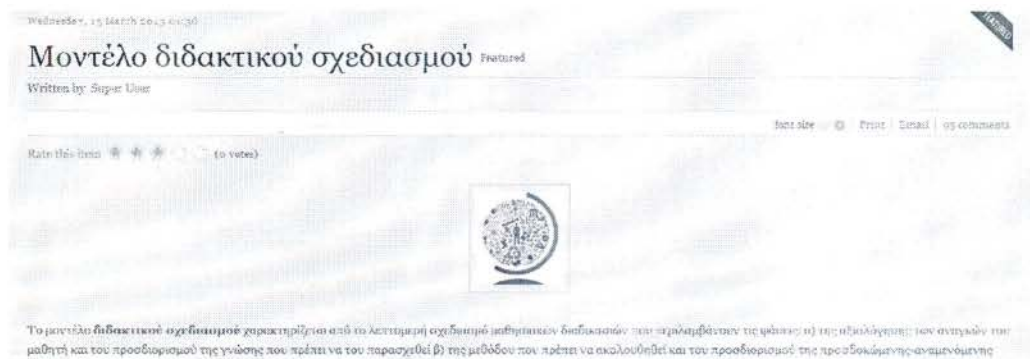 Wednesday, 15 March 2013 01:36
FEATURED
Μοντέλο διδακτικού σχεδιασμού Featured
Written by Super User
font size Print Email 95 comments
Rate this item (0 votes)
Το μοντέλο διδακτικού σχεδιασμού χαρακτηρίζεται από το λεπτομερή σχεδιασμό μαθησιακών διαδικασιών που περιλαμβάνουν τις φάσεις: α) της αξιολόγησης των αναγκών του
μαθητή και του προσδιορισμού της γνώσης που πρέπει να του παρασχεθεί β) της μεθόδου που πρέπει να ακολουθηθεί και του προσδιορισμού της προσδοκώμενης-αναμενόμενης